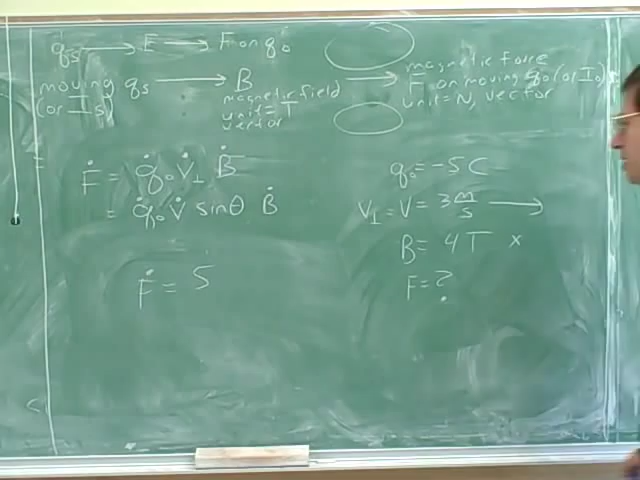 qs → E → F on q₀
moving qs → B → magnetic force
(or Is) magnetic field F on moving q₀ (or I₀)
unit = T unit = N, vector
vector
F = q₀ V⊥ B
= q₀ V sinθ B
F = 5
q₀ = -5 C
V⊥ = V = 3 m/s →
B = 4 T x
F = ?